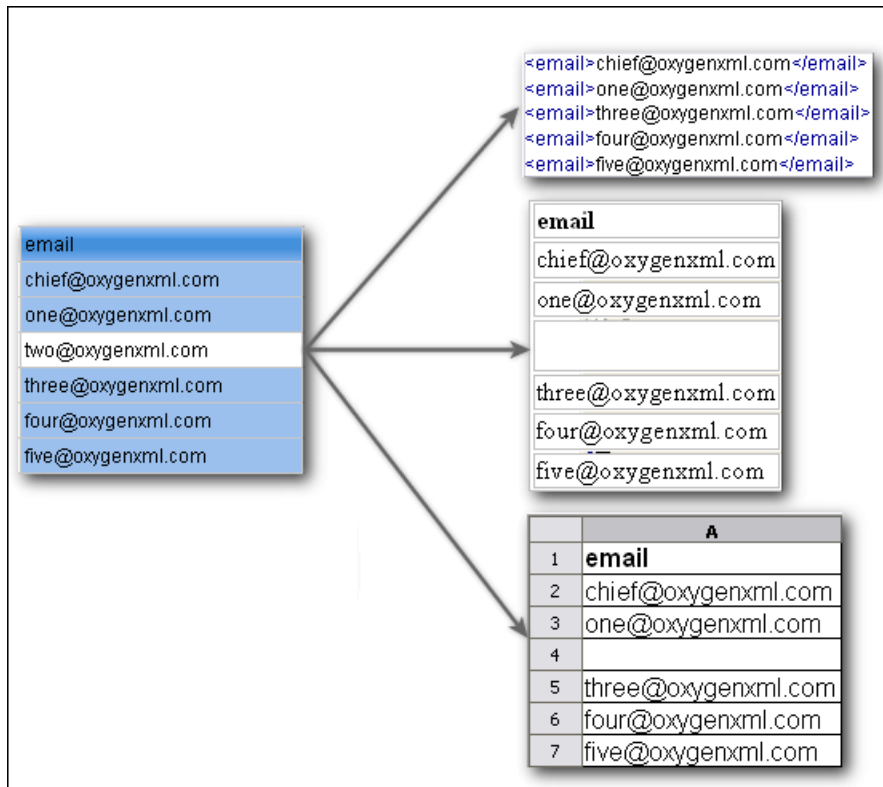 <email>chief@oxygenxml.com</email>
<email>one@oxygenxml.com</email>
<email>three@oxygenxml.com</email>
<email>four@oxygenxml.com</email>
<email>five@oxygenxml.com</email>
email
chief@oxygenxml.com
one@oxygenxml.com
two@oxygenxml.com
three@oxygenxml.com
four@oxygenxml.com
five@oxygenxml.com
email
chief@oxygenxml.com
one@oxygenxml.com
three@oxygenxml.com
four@oxygenxml.com
five@oxygenxml.com
A
1 email
2 chief@oxygenxml.com
3 one@oxygenxml.com
4
5 three@oxygenxml.com
6 four@oxygenxml.com
7 five@oxygenxml.com